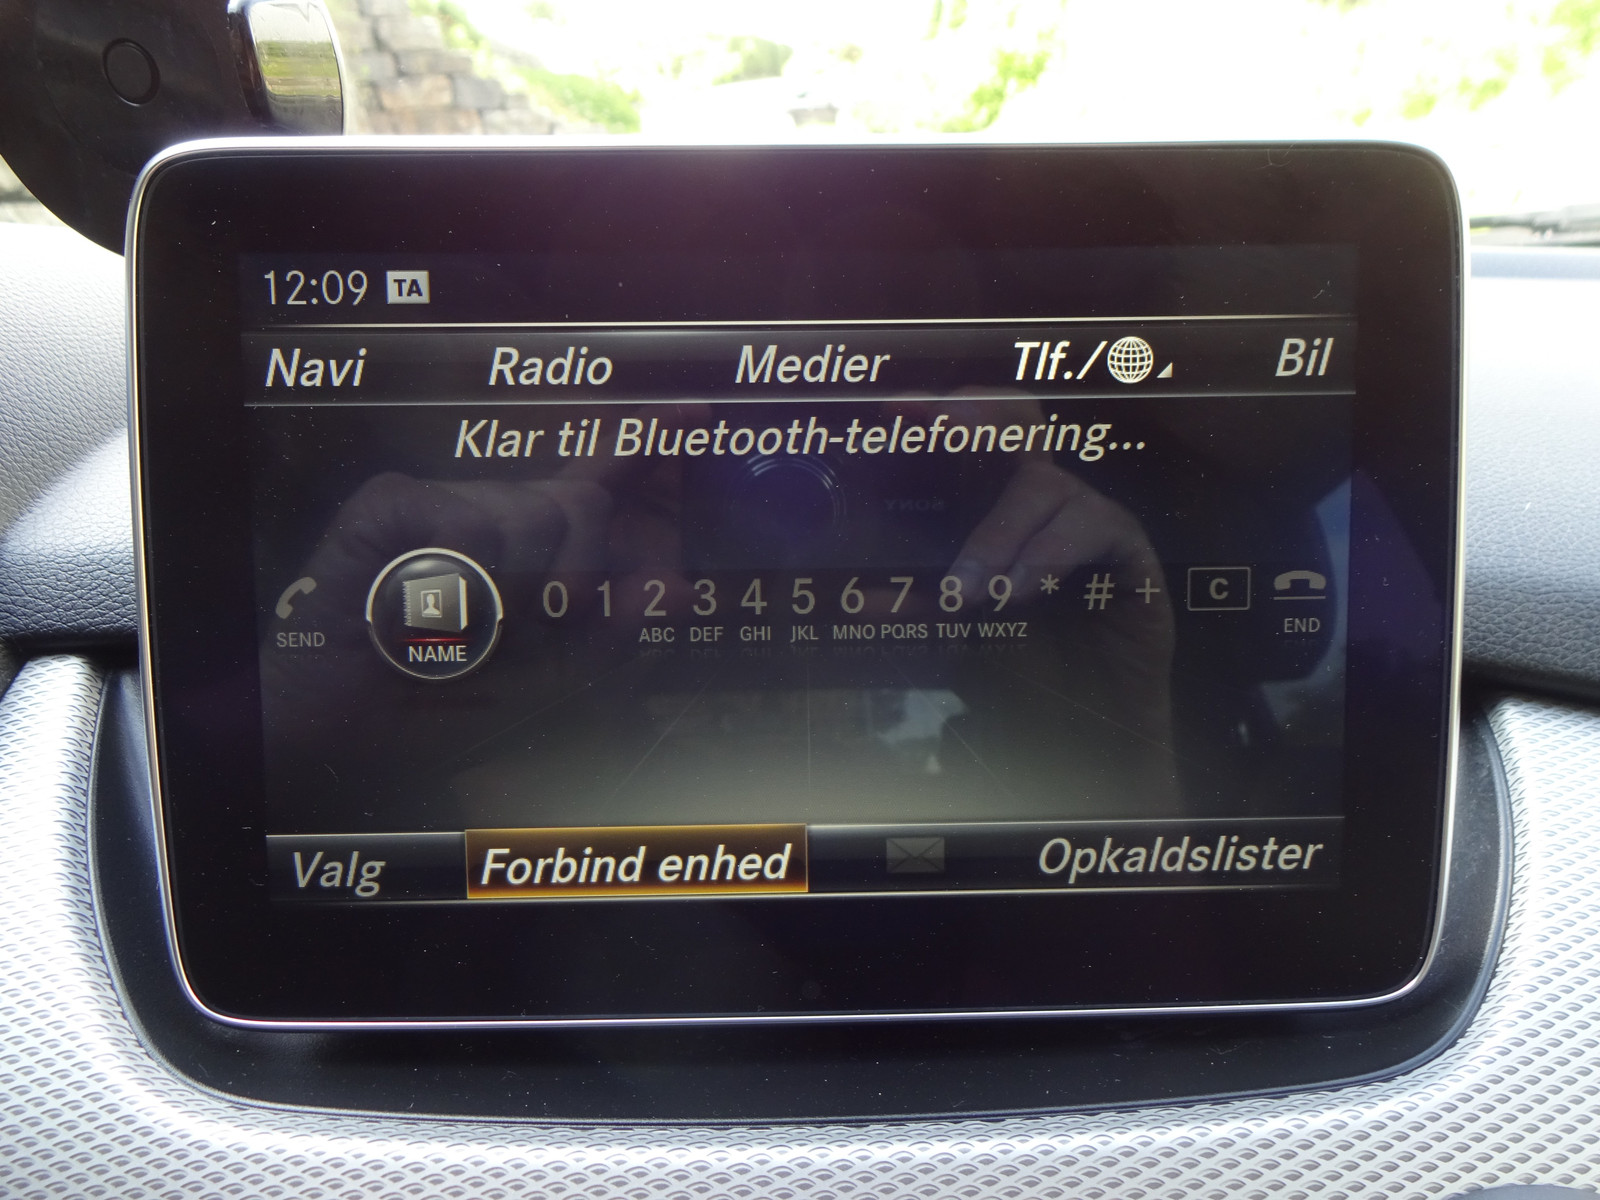 12:09 TA
Navi Radio Medier Tlf./ Bil
Klar til Bluetooth-telefonering...
0 1 2 3 4 5 6 7 8 9 * # + C
SEND NAME ABC DEF GHI JKL MNO PQRS TUV WXYZ END
Valg Forbind enhed Opkaldslister
SONY